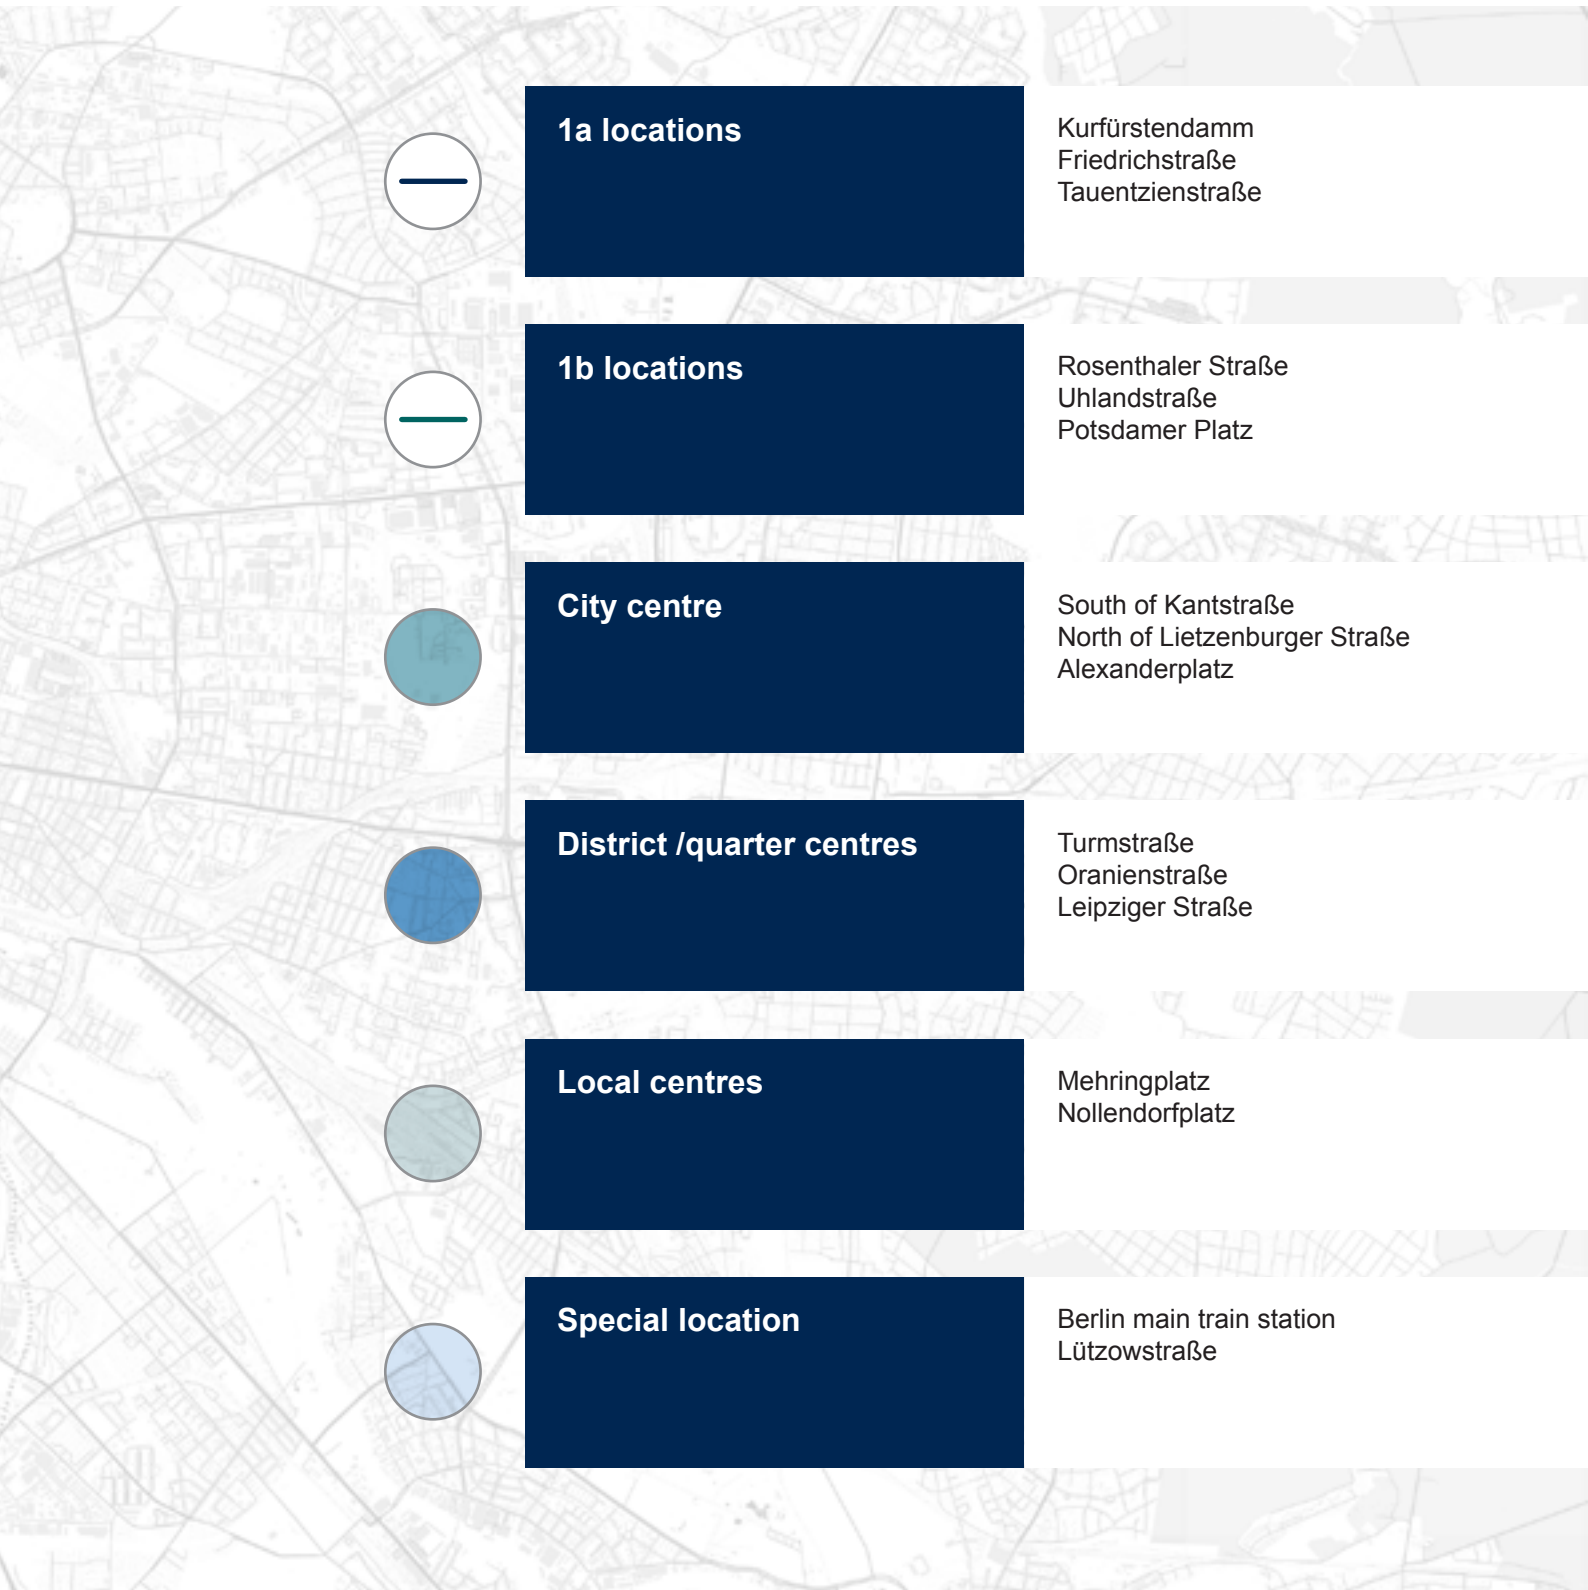 1a locations
Kurfürstendamm
Friedrichstraße
Tauentzienstraße
1b locations
Rosenthaler Straße
Uhlandstraße
Potsdamer Platz
City centre
South of Kantstraße
North of Lietzenburger Straße
Alexanderplatz
District /quarter centres
Turmstraße
Oranienstraße
Leipziger Straße
Local centres
Mehringplatz
Nollendorfplatz
Special location
Berlin main train station
Lützowstraße